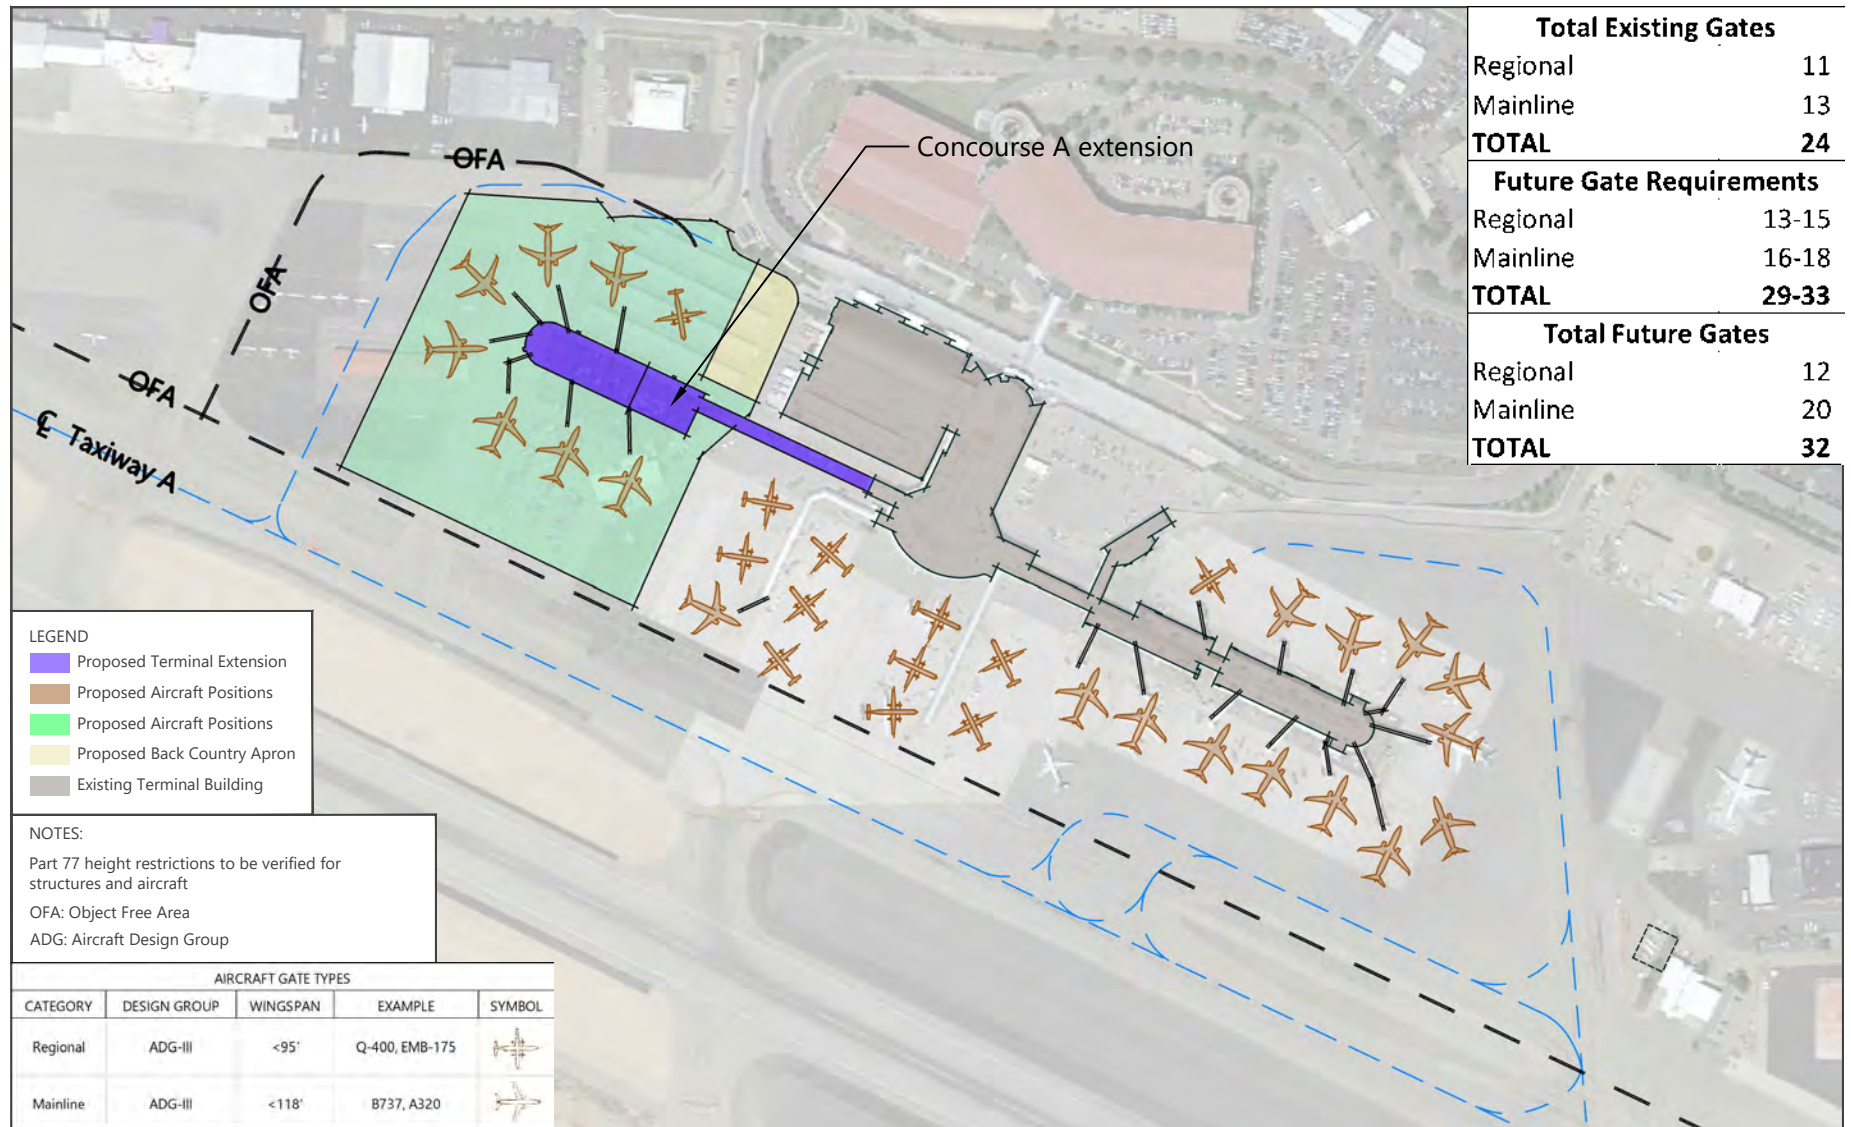 Total Existing Gates
Regional 11
Mainline 13
TOTAL 24
Future Gate Requirements
Regional 13-15
Mainline 16-18
TOTAL 29-33
Total Future Gates
Regional 12
Mainline 20
TOTAL 32
Concourse A extension
OFA
OFA
OFA
℄ Taxiway A
LEGEND
Proposed Terminal Extension
Proposed Aircraft Positions
Proposed Aircraft Positions
Proposed Back Country Apron
Existing Terminal Building
NOTES:
Part 77 height restrictions to be verified for
structures and aircraft
OFA: Object Free Area
ADG: Aircraft Design Group
AIRCRAFT GATE TYPES
CATEGORY DESIGN GROUP WINGSPAN EXAMPLE SYMBOL
Regional ADG-III <95' Q-400, EMB-175
Mainline ADG-III <118' B737, A320